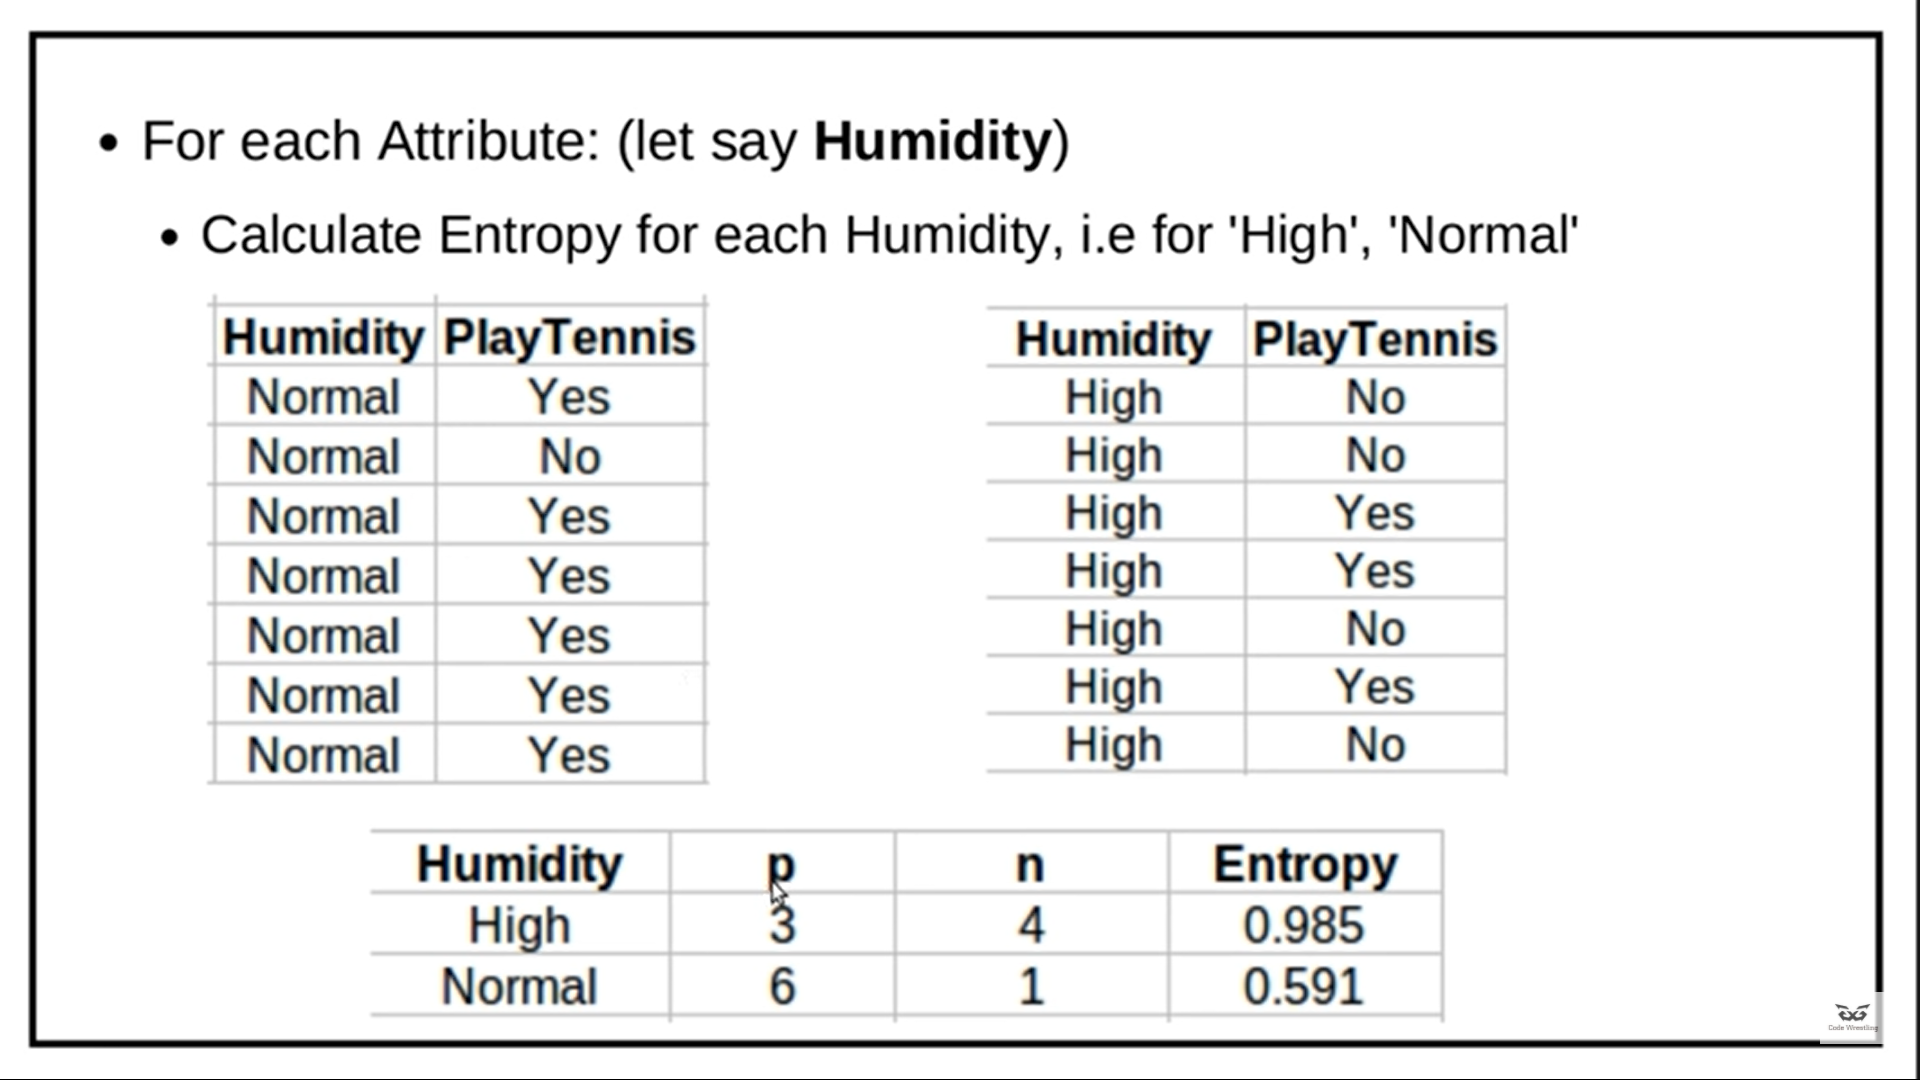 • For each Attribute: (let say Humidity)
• Calculate Entropy for each Humidity, i.e for 'High', 'Normal'
Humidity PlayTennis
Normal Yes
Normal No
Normal Yes
Normal Yes
Normal Yes
Normal Yes
Normal Yes
Humidity PlayTennis
High No
High No
High Yes
High Yes
High No
High Yes
High No
Humidity p n Entropy
High 3 4 0.985
Normal 6 1 0.591
Code Wrestling